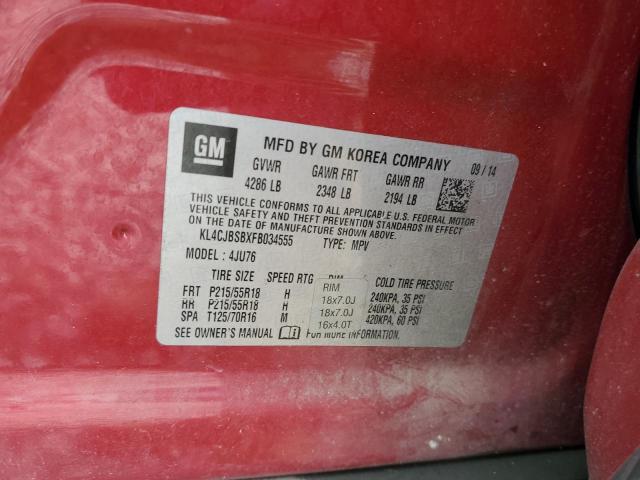 GM
MFD BY GM KOREA COMPANY 09/14
GVWR GAWR FRT GAWR RR
4286 LB 2348 LB 2194 LB
THIS VEHICLE CONFORMS TO ALL APPLICABLE U.S. FEDERAL MOTOR
VEHICLE SAFETY AND THEFT PREVENTION STANDARDS IN EFFECT
ON THE DATE OF MANUFACTURE SHOWN ABOVE.
KL4CJBSBXFB034555 TYPE: MPV
MODEL: 4JU76
TIRE SIZE SPEED RTG RIM COLD TIRE PRESSURE
FRT P215/55R18 H 18x7.0J 240KPA, 35 PSI
RR P215/55R18 H 18x7.0J 240KPA, 35 PSI
SPA T125/70R16 M 16x4.0T 420KPA, 60 PSI
SEE OWNER'S MANUAL FOR MORE INFORMATION.